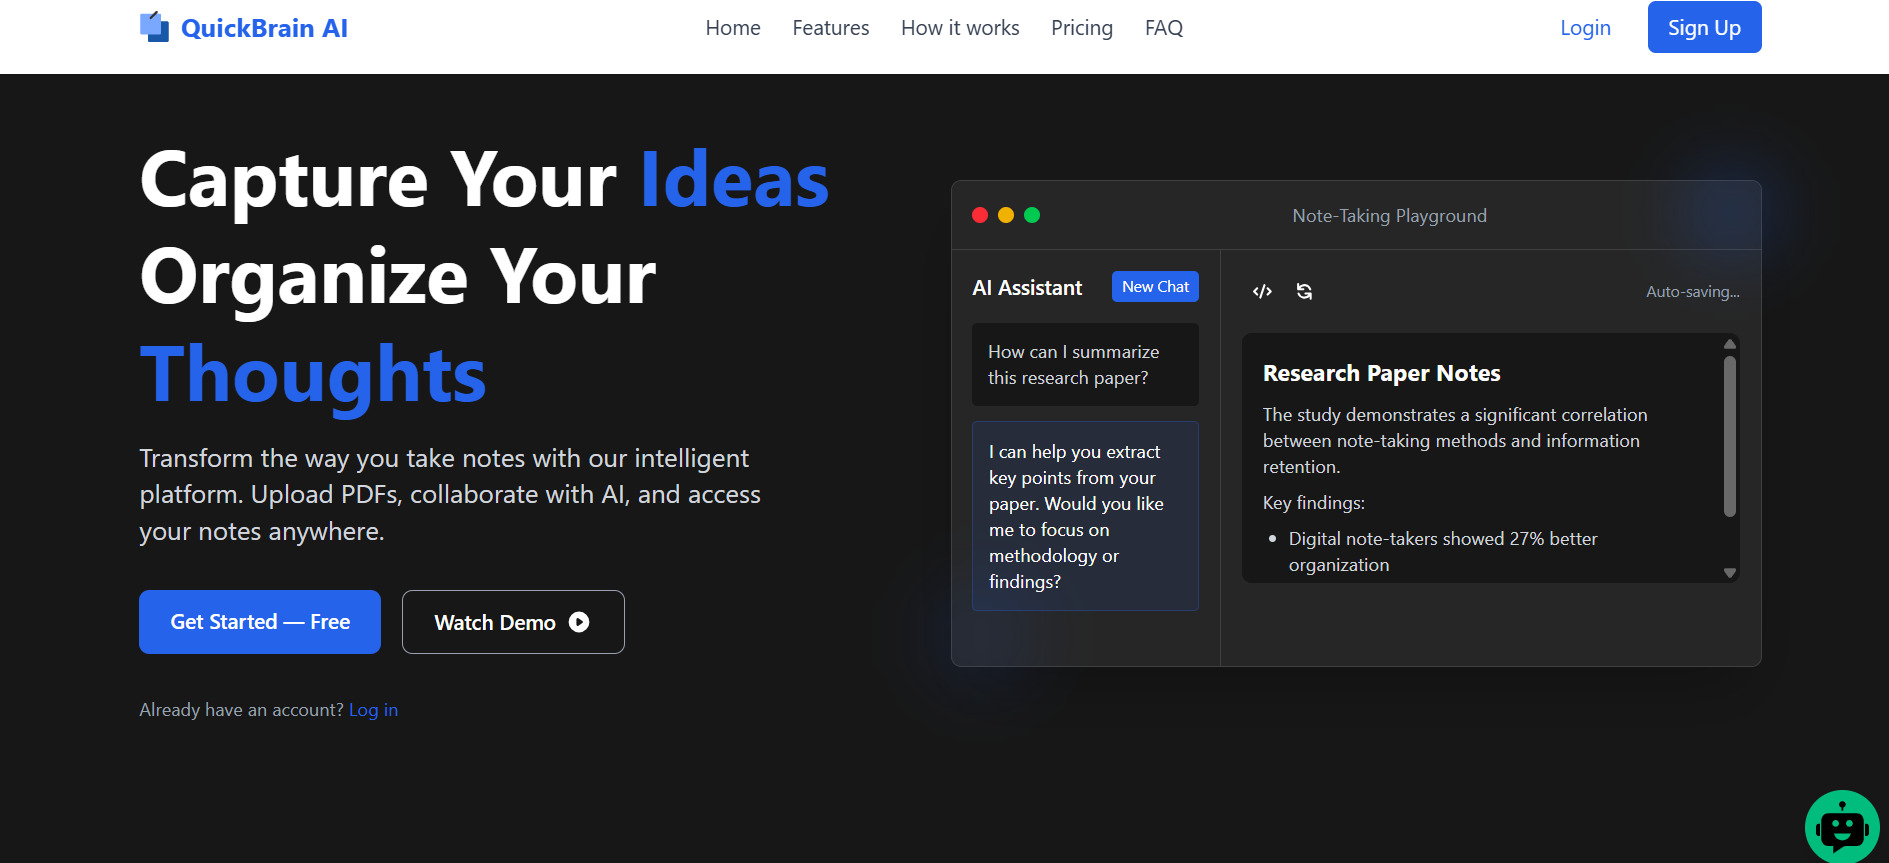 QuickBrain AI
Home
Features
How it works
Pricing
FAQ
Login
Sign Up
Capture Your Ideas
Organize Your
Thoughts
Transform the way you take notes with our intelligent
platform. Upload PDFs, collaborate with AI, and access
your notes anywhere.
Get Started — Free
Watch Demo
Already have an account? Log in
Note-Taking Playground
AI Assistant
New Chat
How can I summarize
this research paper?
I can help you extract
key points from your
paper. Would you like
me to focus on
methodology or
findings?
Auto-saving...
Research Paper Notes
The study demonstrates a significant correlation
between note-taking methods and information
retention.
Key findings:
• Digital note-takers showed 27% better
organization